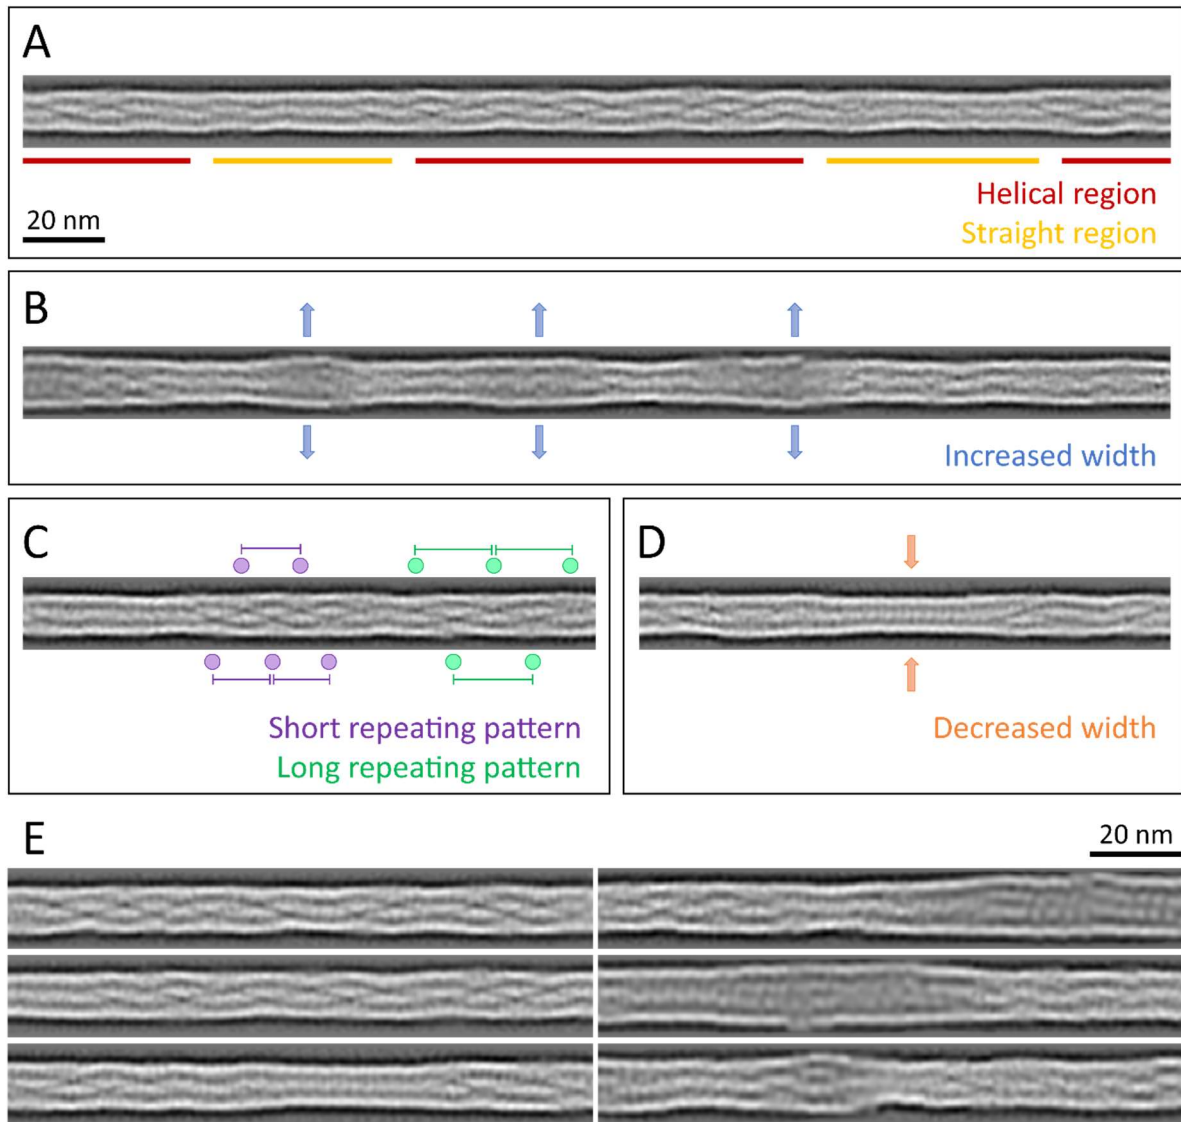 A
Helical region
20 nm
Straight region
B
Increased width
C
D
Short repeating pattern
Decreased width
Long repeating pattern
E
20 nm